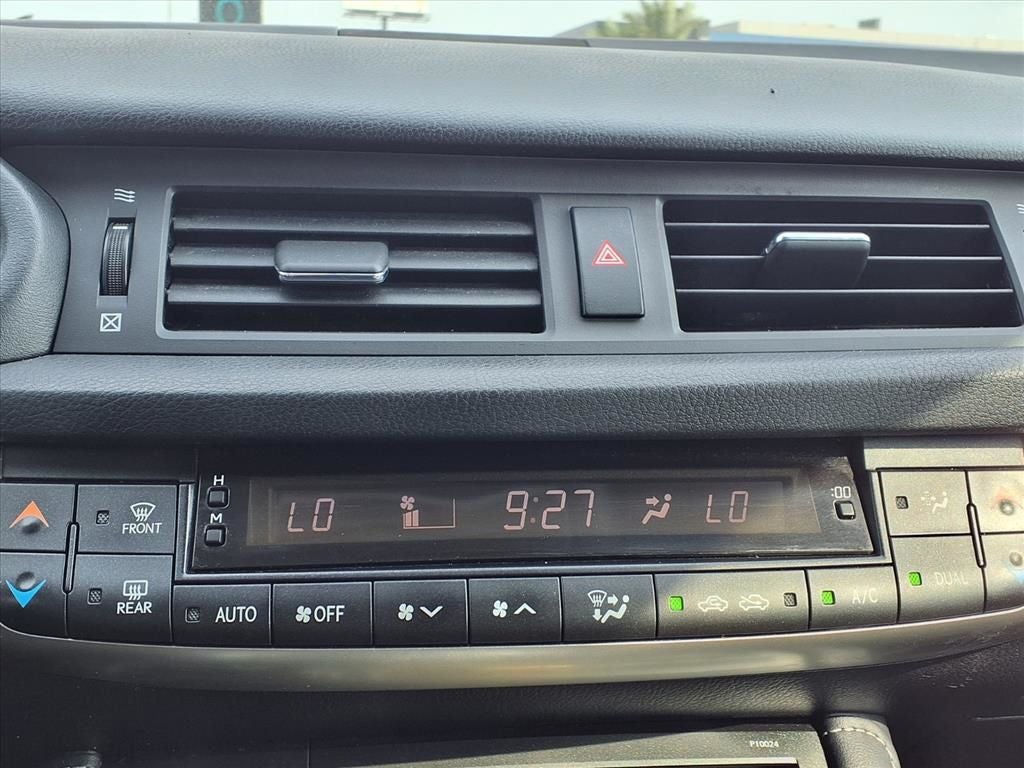 H
M
LO 9:27 LO
:00
FRONT
REAR
AUTO
OFF
A/C
DUAL
P10024